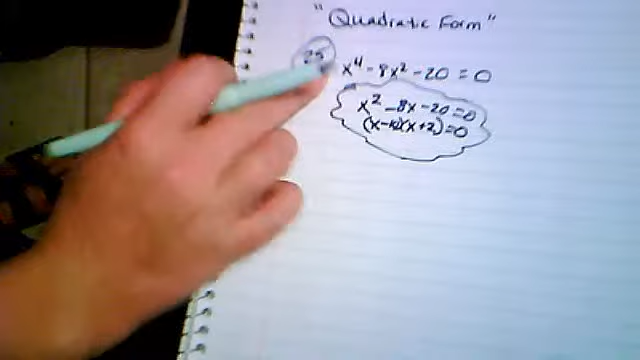 "Quadratic Form"
x⁴ - 8x² - 20 = 0
x² - 8x - 20 = 0
(x - 10)(x + 2) = 0